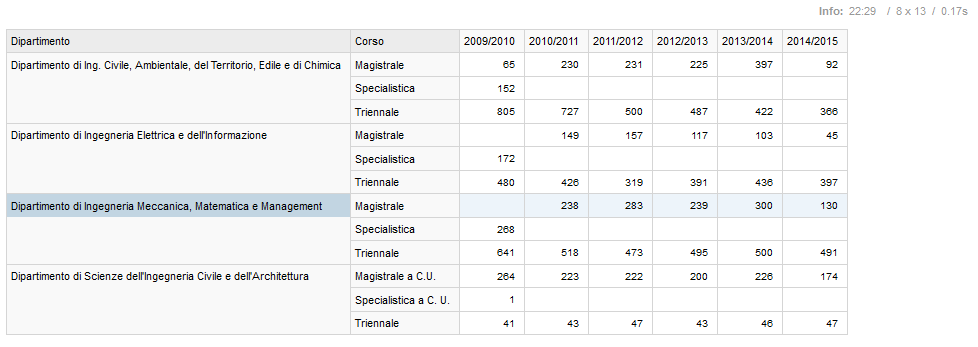 Info: 22:29 / 8 x 13 / 0.17s
Dipartimento Corso 2009/2010 2010/2011 2011/2012 2012/2013 2013/2014 2014/2015
Dipartimento di Ing. Civile, Ambientale, del Territorio, Edile e di Chimica Magistrale 65 230 231 225 397 92
Specialistica 152
Triennale 805 727 500 487 422 366
Dipartimento di Ingegneria Elettrica e dell'Informazione Magistrale 149 157 117 103 45
Specialistica 172
Triennale 480 426 319 391 436 397
Dipartimento di Ingegneria Meccanica, Matematica e Management Magistrale 238 283 239 300 130
Specialistica 268
Triennale 641 518 473 495 500 491
Dipartimento di Scienze dell'Ingegneria Civile e dell'Architettura Magistrale a C.U. 264 223 222 200 226 174
Specialistica a C. U. 1
Triennale 41 43 47 43 46 47